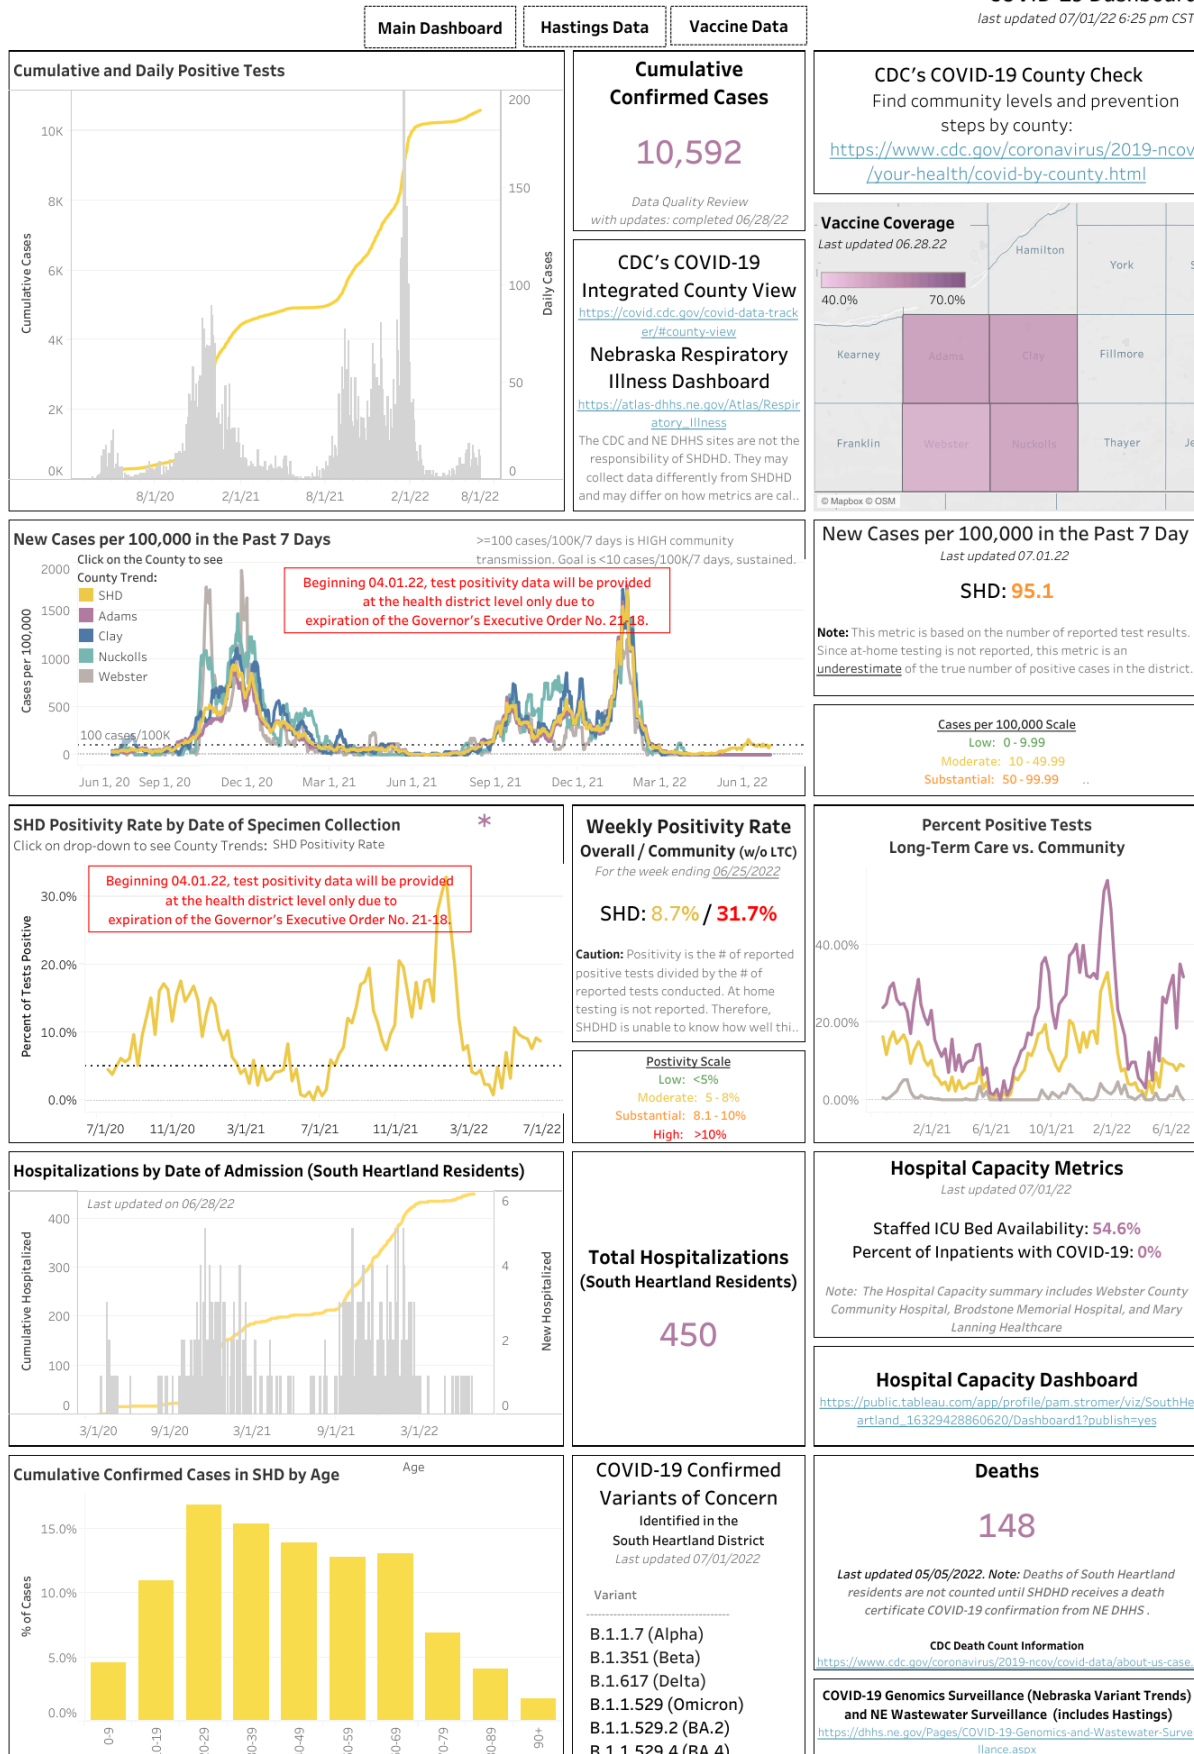 COVID-19 Dashboard
last updated 07/01/22 6:25 pm CST
Main Dashboard
Hastings Data
Vaccine Data
Cumulative and Daily Positive Tests
Cumulative Cases
10K
8K
6K
4K
2K
0K
200
150
100
50
0
Daily Cases
8/1/20
2/1/21
8/1/21
2/1/22
8/1/22
Cumulative
Confirmed Cases
10,592
Data Quality Review
with updates: completed 06/28/22
CDC's COVID-19
Integrated County View
https://covid.cdc.gov/covid-data-track
er/#county-view
Nebraska Respiratory
Illness Dashboard
https://atlas-dhhs.ne.gov/Atlas/Respir
atory_Illness
The CDC and NE DHHS sites are not the
responsibility of SHDHD. They may
collect data differently from SHDHD
and may differ on how metrics are cal..
CDC's COVID-19 County Check
Find community levels and prevention
steps by county:
https://www.cdc.gov/coronavirus/2019-ncov
/your-health/covid-by-county.html
Vaccine Coverage
Last updated 06.28.22
40.0%
70.0%
Hamilton
York
Kearney
Adams
Clay
Fillmore
Franklin
Webster
Nuckolls
Thayer
Je
© Mapbox © OSM
New Cases per 100,000 in the Past 7 Days
>=100 cases/100K/7 days is HIGH community
transmission. Goal is <10 cases/100K/7 days, sustained.
Click on the County to see
County Trend:
SHD
Adams
Clay
Nuckolls
Webster
Beginning 04.01.22, test positivity data will be provided
at the health district level only due to
expiration of the Governor's Executive Order No. 21-18.
Cases per 100,000
2000
1500
1000
500
0
100 cases/100K
Jun 1, 20
Sep 1, 20
Dec 1, 20
Mar 1, 21
Jun 1, 21
Sep 1, 21
Dec 1, 21
Mar 1, 22
Jun 1, 22
New Cases per 100,000 in the Past 7 Day
Last updated 07.01.22
SHD: 95.1
Note: This metric is based on the number of reported test results.
Since at-home testing is not reported, this metric is an
underestimate of the true number of positive cases in the district.
Cases per 100,000 Scale
Low: 0 - 9.99
Moderate: 10 - 49.99
Substantial: 50 - 99.99 ..
SHD Positivity Rate by Date of Specimen Collection
*
Click on drop-down to see County Trends: SHD Positivity Rate
Beginning 04.01.22, test positivity data will be provided
at the health district level only due to
expiration of the Governor's Executive Order No. 21-18.
Percent of Tests Positive
30.0%
20.0%
10.0%
0.0%
7/1/20
11/1/20
3/1/21
7/1/21
11/1/21
3/1/22
7/1/22
Weekly Positivity Rate
Overall / Community (w/o LTC)
For the week ending 06/25/2022
SHD: 8.7% / 31.7%
Caution: Positivity is the # of reported
positive tests divided by the # of
reported tests conducted. At home
testing is not reported. Therefore,
SHDHD is unable to know how well thi..
Postivity Scale
Low: <5%
Moderate: 5 - 8%
Substantial: 8.1 - 10%
High: >10%
Percent Positive Tests
Long-Term Care vs. Community
40.00%
20.00%
0.00%
2/1/21
6/1/21
10/1/21
2/1/22
6/1/22
Hospitalizations by Date of Admission (South Heartland Residents)
Last updated on 06/28/22
Cumulative Hospitalized
400
300
200
100
0
6
4
2
0
New Hospitalized
3/1/20
9/1/20
3/1/21
9/1/21
3/1/22
Total Hospitalizations
(South Heartland Residents)
450
Hospital Capacity Metrics
Last updated 07/01/22
Staffed ICU Bed Availability: 54.6%
Percent of Inpatients with COVID-19: 0%
Note: The Hospital Capacity summary includes Webster County
Community Hospital, Brodstone Memorial Hospital, and Mary
Lanning Healthcare
Hospital Capacity Dashboard
https://public.tableau.com/app/profile/pam.stromer/viz/SouthHe
artland_16329428860620/Dashboard1?publish=yes
Cumulative Confirmed Cases in SHD by Age
Age
% of Cases
15.0%
10.0%
5.0%
0.0%
0-9
10-19
20-29
30-39
40-49
50-59
60-69
70-79
80-89
90+
COVID-19 Confirmed
Variants of Concern
Identified in the
South Heartland District
Last updated 07/01/2022
Variant
B.1.1.7 (Alpha)
B.1.351 (Beta)
B.1.617 (Delta)
B.1.1.529 (Omicron)
B.1.1.529.2 (BA.2)
B.1.1.529.4 (BA.4)
Deaths
148
Last updated 05/05/2022. Note: Deaths of South Heartland
residents are not counted until SHDHD receives a death
certificate COVID-19 confirmation from NE DHHS .
CDC Death Count Information
https://www.cdc.gov/coronavirus/2019-ncov/covid-data/about-us-case.
COVID-19 Genomics Surveillance (Nebraska Variant Trends)
and NE Wastewater Surveillance (includes Hastings)
https://dhhs.ne.gov/Pages/COVID-19-Genomics-and-Wastewater-Surve
llance.aspx